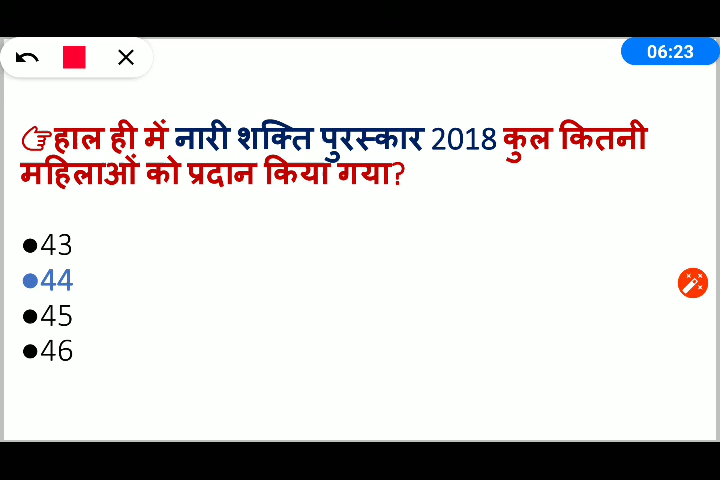 06:23
👉हाल ही में नारी शक्ति पुरस्कार 2018 कुल कितनी
महिलाओं को प्रदान किया गया?
●43
●44
●45
●46